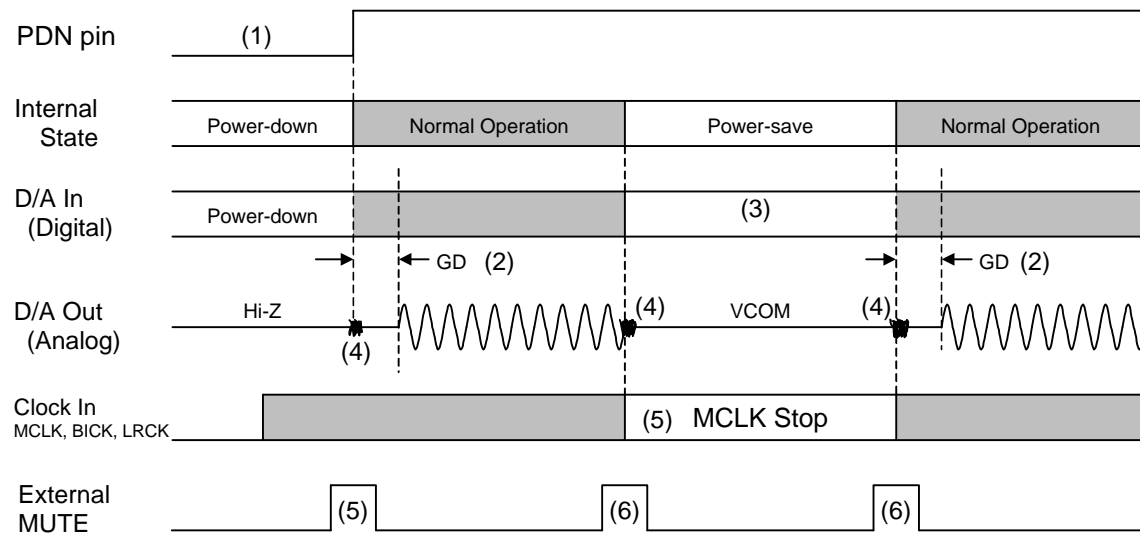 PDN pin
(1)
Internal
State
Power-down
Normal Operation
Power-save
Normal Operation
D/A In
(Digital)
Power-down
(3)
GD (2)
GD (2)
D/A Out
(Analog)
Hi-Z
(4)
(4)
VCOM
(4)
Clock In
MCLK, BICK, LRCK
(5) MCLK Stop
External
MUTE
(5)
(6)
(6)